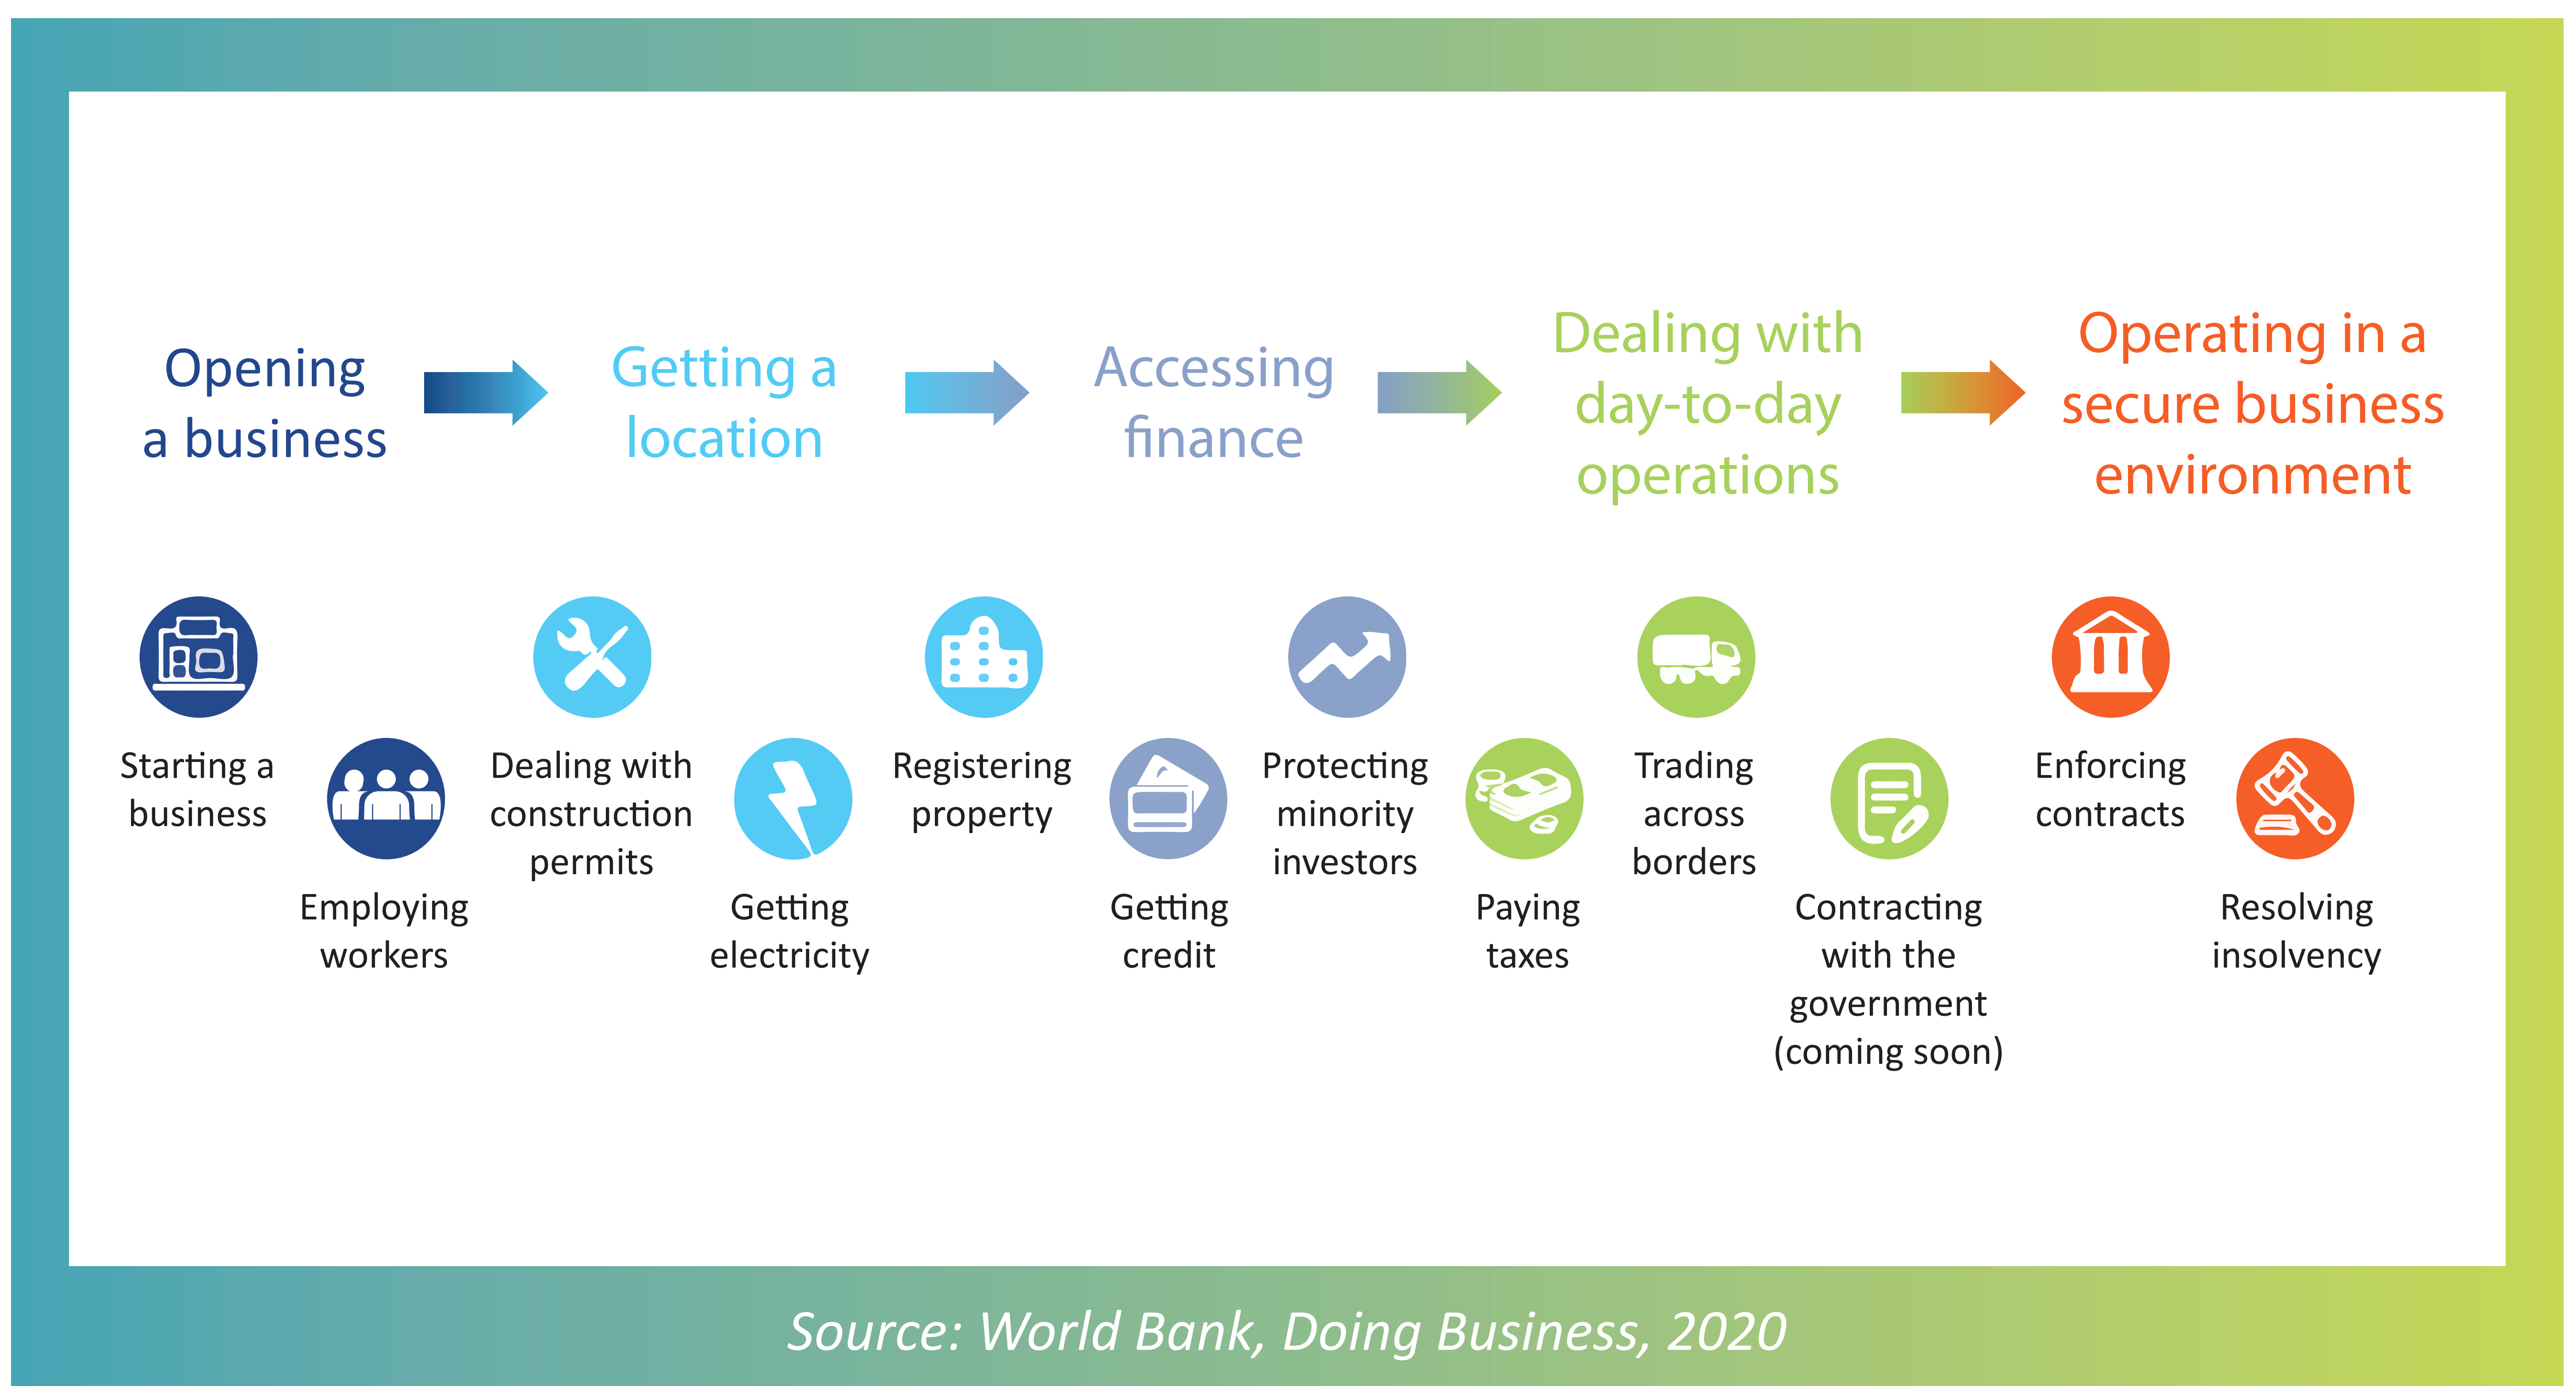 Opening
a business
Getting a
location
Accessing
finance
Dealing with
day-to-day
operations
Operating in a
secure business
environment
Starting a
business
Employing
workers
Dealing with
construction
permits
Getting
electricity
Registering
property
Getting
credit
Protecting
minority
investors
Paying
taxes
Trading
across
borders
Contracting
with the
government
(coming soon)
Enforcing
contracts
Resolving
insolvency
Source: World Bank, Doing Business, 2020